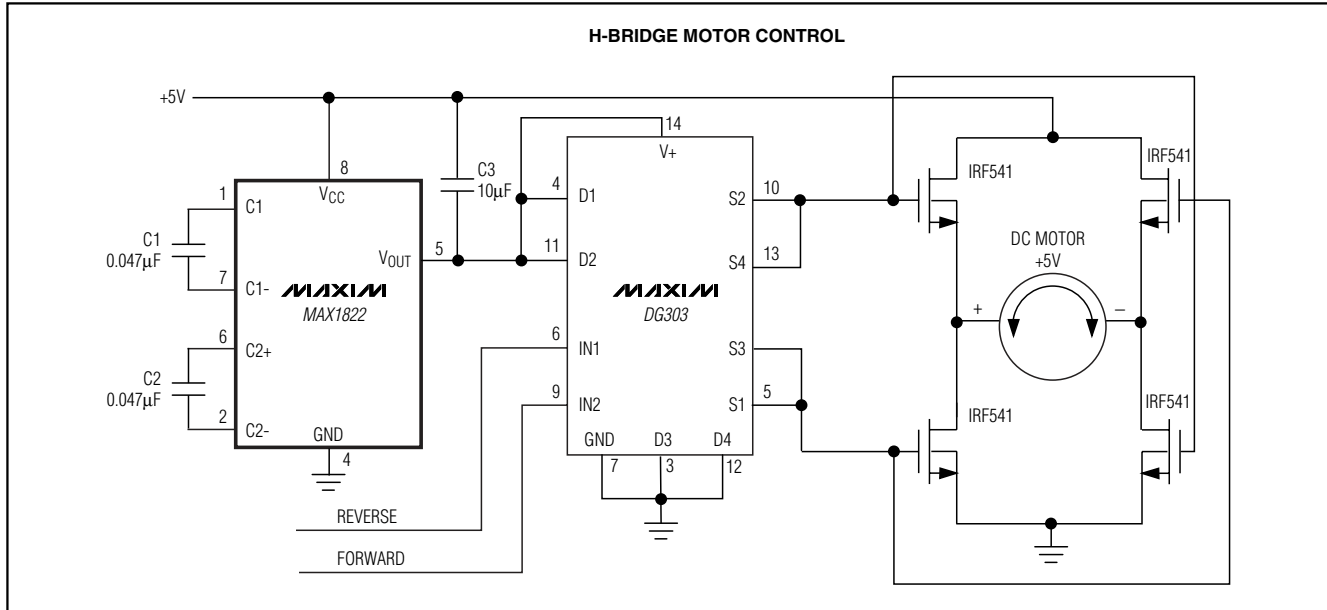 H-BRIDGE MOTOR CONTROL
+5V
8
VCC
1
C1
C1
0.047µF
7
C1-
6
C2+
C2
0.047µF
2
C2-
GND
4
VOUT
5
MAXIM
MAX1822
C3
10µF
14
V+
4
D1
11
D2
MAXIM
DG303
6
IN1
9
IN2
GND
D3
D4
7
3
12
S2
10
S4
13
S3
S1
5
REVERSE
FORWARD
IRF541
IRF541
DC MOTOR
+5V
+
–
IRF541
IRF541